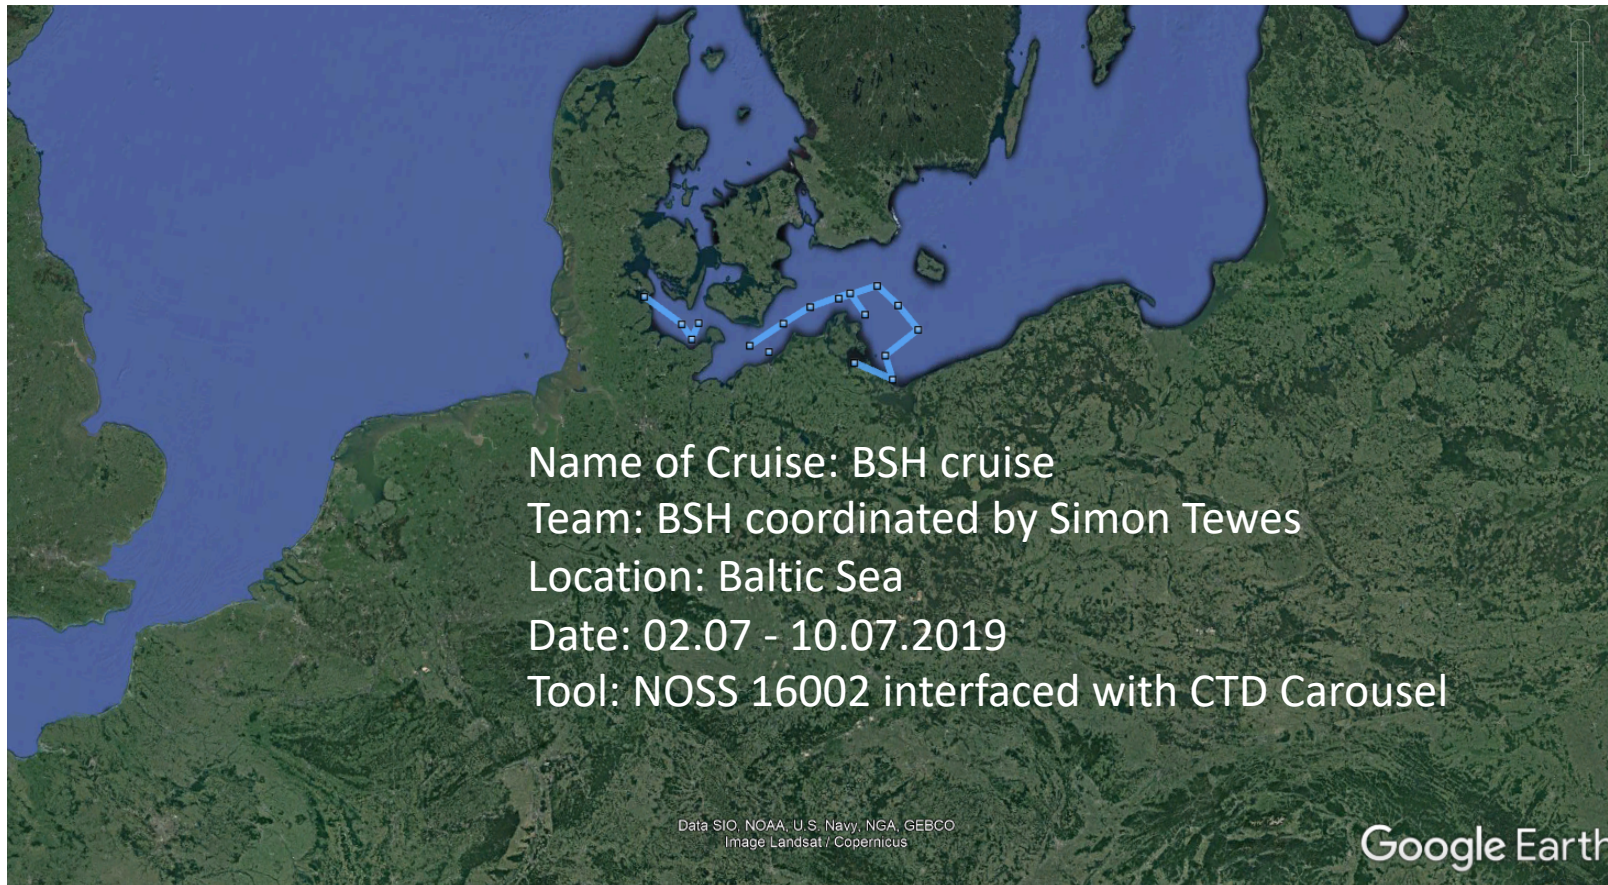 Name of Cruise: BSH cruise
Team: BSH coordinated by Simon Tewes
Location: Baltic Sea
Date: 02.07 - 10.07.2019
Tool: NOSS 16002 interfaced with CTD Carousel
Data SIO, NOAA, U.S. Navy, NGA, GEBCO
Image Landsat / Copernicus
Google Earth